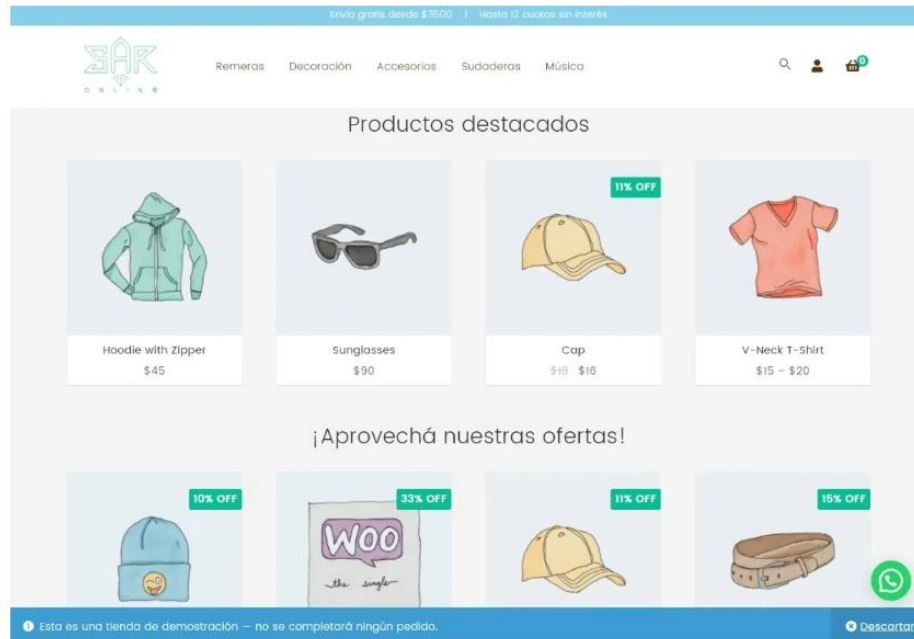 Envío gratis desde $3500 | Hasta 12 cuotas sin interés
SAR
ONLINE
Remeras Decoración Accesorios Sudaderas Música
0
Productos destacados
11% OFF
Hoodie with Zipper
$45
Sunglasses
$90
Cap
$18 $16
V-Neck T-Shirt
$15 – $20
¡Aprovechá nuestras ofertas!
10% OFF
33% OFF
11% OFF
15% OFF
WOO
the single
Esta es una tienda de demostración — no se completará ningún pedido.
Descartar